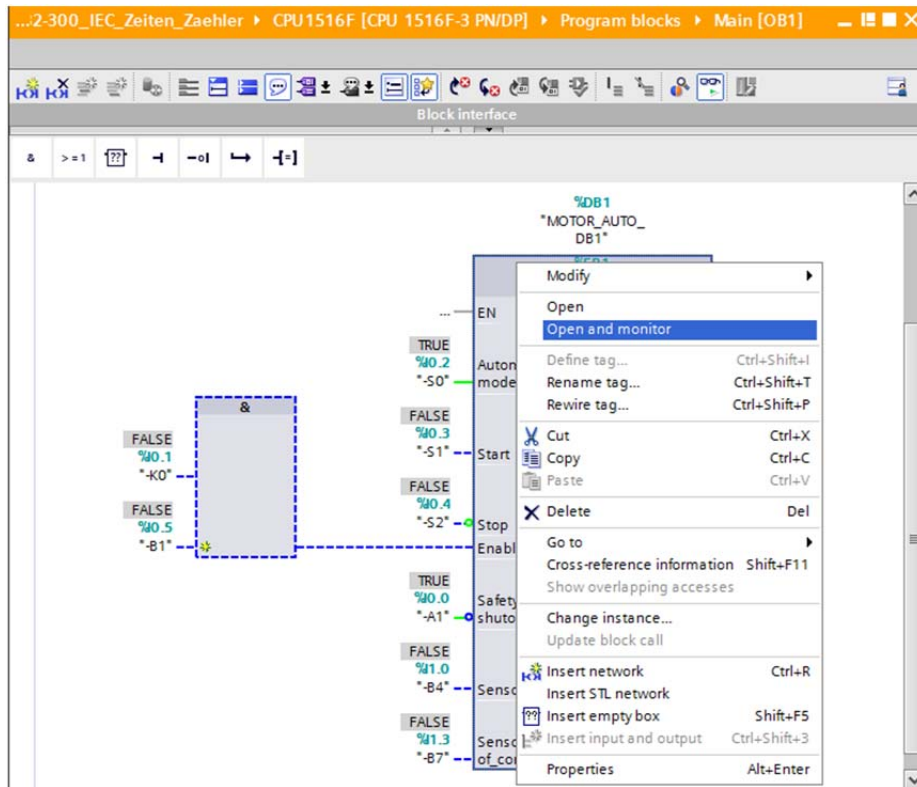 ...2-300_IEC_Zeiten_Zaehler ▸ CPU1516F [CPU 1516F-3 PN/DP] ▸ Program blocks ▸ Main [OB1]
Block interface
& >=1 ?? -o| -[=]
%DB1
"MOTOR_AUTO_
DB1"
... EN
TRUE
%I0.2
"-S0"
Auton
mode
FALSE
%I0.3
"-S1" Start
FALSE
%I0.4
"-S2" Stop
Enabl
&
FALSE
%I0.1
"-K0"
FALSE
%I0.5
"-B1"
TRUE
%I0.0
"-A1"
Safety
shuto
FALSE
%I1.0
"-B4" Senso
FALSE
%I1.3
"-B7"
Senso
of_co
Modify
Open
Open and monitor
Define tag... Ctrl+Shift+I
Rename tag... Ctrl+Shift+T
Rewire tag... Ctrl+Shift+P
Cut Ctrl+X
Copy Ctrl+C
Paste Ctrl+V
Delete Del
Go to
Cross-reference information Shift+F11
Show overlapping accesses
Change instance...
Update block call
Insert network Ctrl+R
Insert STL network
Insert empty box Shift+F5
Insert input and output Ctrl+Shift+3
Properties Alt+Enter